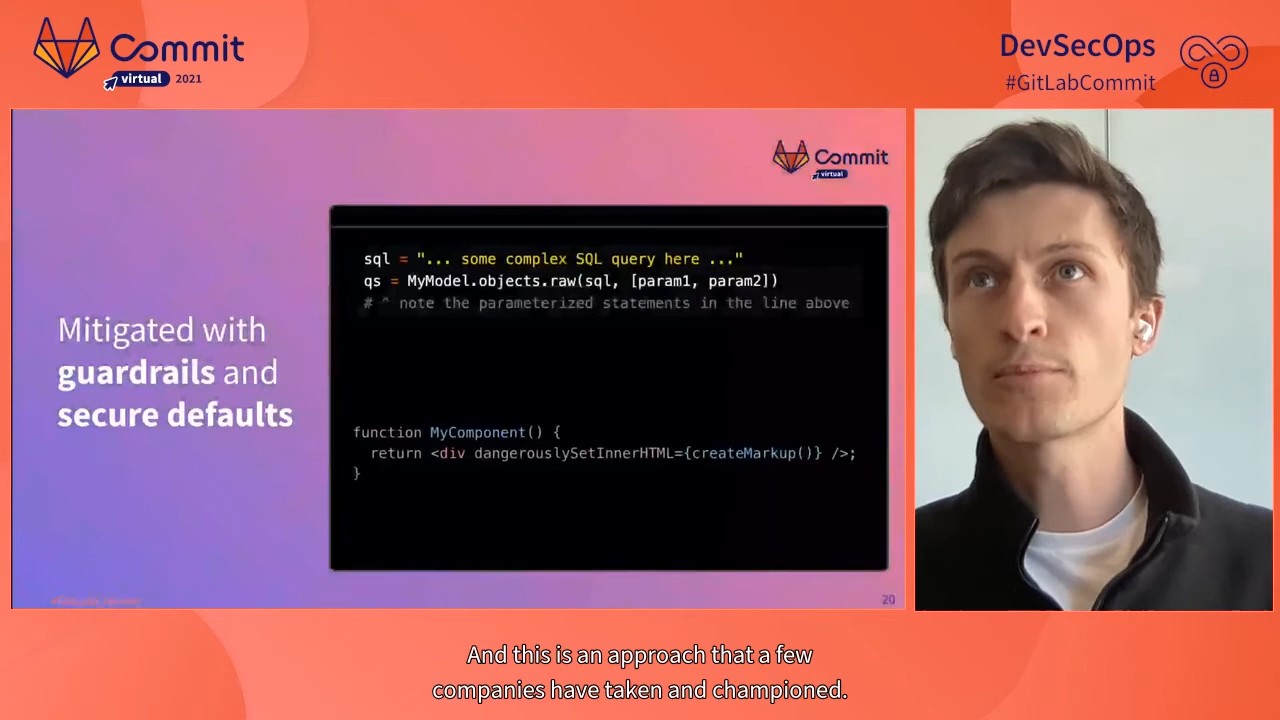 Commit
virtual 2021
DevSecOps
#GitLabCommit
Commit
virtual
Mitigated with
guardrails and
secure defaults
sql = "... some complex SQL query here ..."
qs = MyModel.objects.raw(sql, [param1, param2])
# ^ note the parameterized statements in the line above
function MyComponent() {
return <div dangerouslySetInnerHTML={createMarkup()} />;
}
20
And this is an approach that a few
companies have taken and championed.